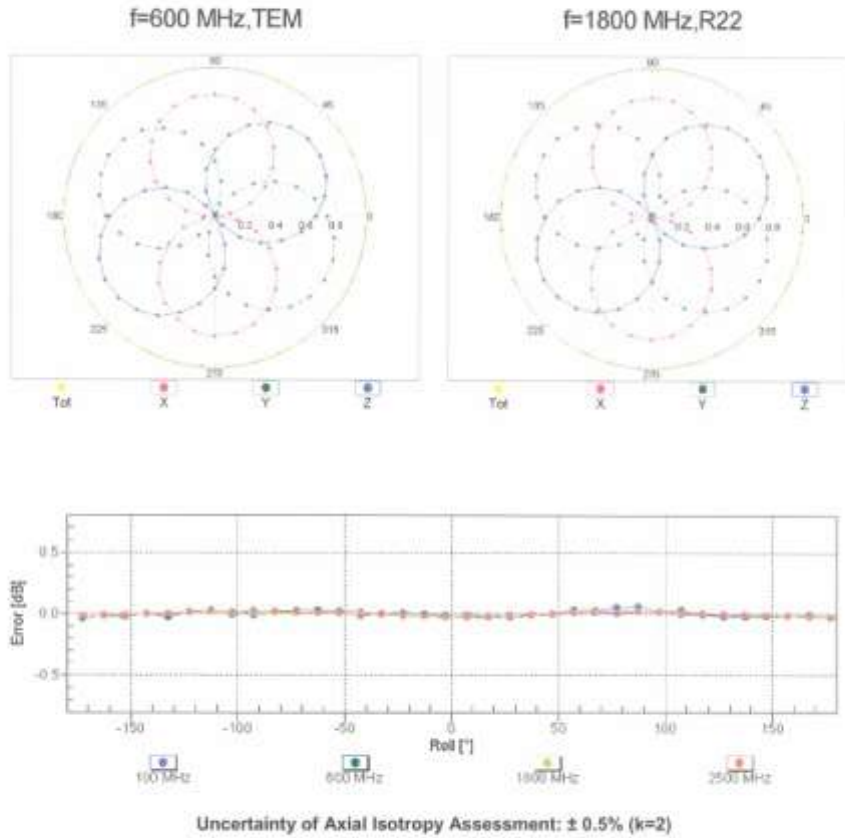 f=600 MHz,TEM
f=1800 MHz,R22
90
135
45
180
0.2 0.4 0.6 0.8
0
225
315
270
Tot X Y Z
90
135
45
180
0.2 0.4 0.6 0.8
0
225
315
270
Tot X Y Z
Error [dB]
0.5
0.0
-0.5
-150 -100 -50 0 50 100 150
Roll [°]
100 MHz 600 MHz 1800 MHz 2500 MHz
Uncertainty of Axial Isotropy Assessment: ± 0.5% (k=2)